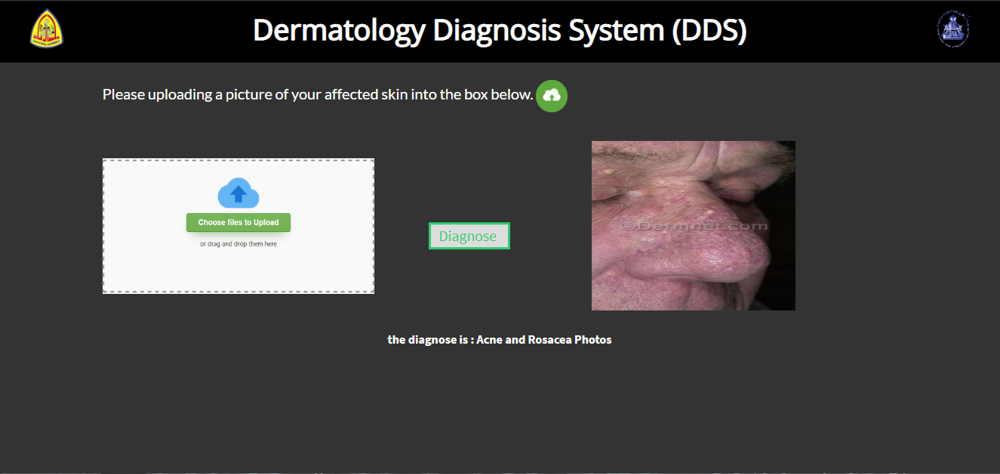 Dermatology Diagnosis System (DDS)
Please uploading a picture of your affected skin into the box below.
Choose files to Upload
or drag and drop them here
Diagnose
©Dermnet.com
the diagnose is : Acne and Rosacea Photos